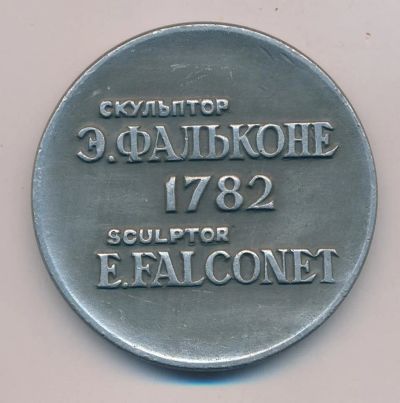 СКУЛЬПТОР
Э.ФАЛЬКОНЕ
1782
SCULPTOR
E.FALCONET